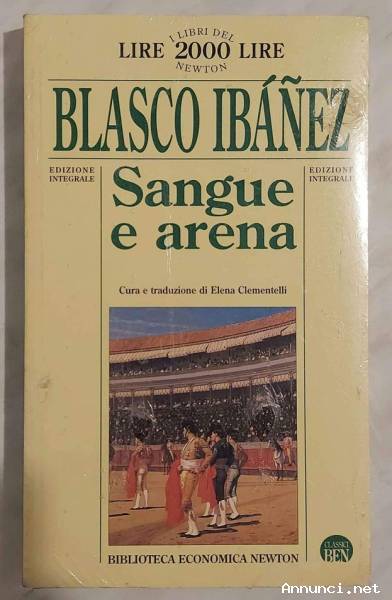 I LIBRI DEL
LIRE 2000 LIRE
NEWTON
BLASCO IBÁÑEZ
EDIZIONE
INTEGRALE
EDIZIONE
INTEGRALE
Sangue
e arena
Cura e traduzione di Elena Clementelli
BIBLIOTECA ECONOMICA NEWTON
CLASSICI
BEN
Annunci.net